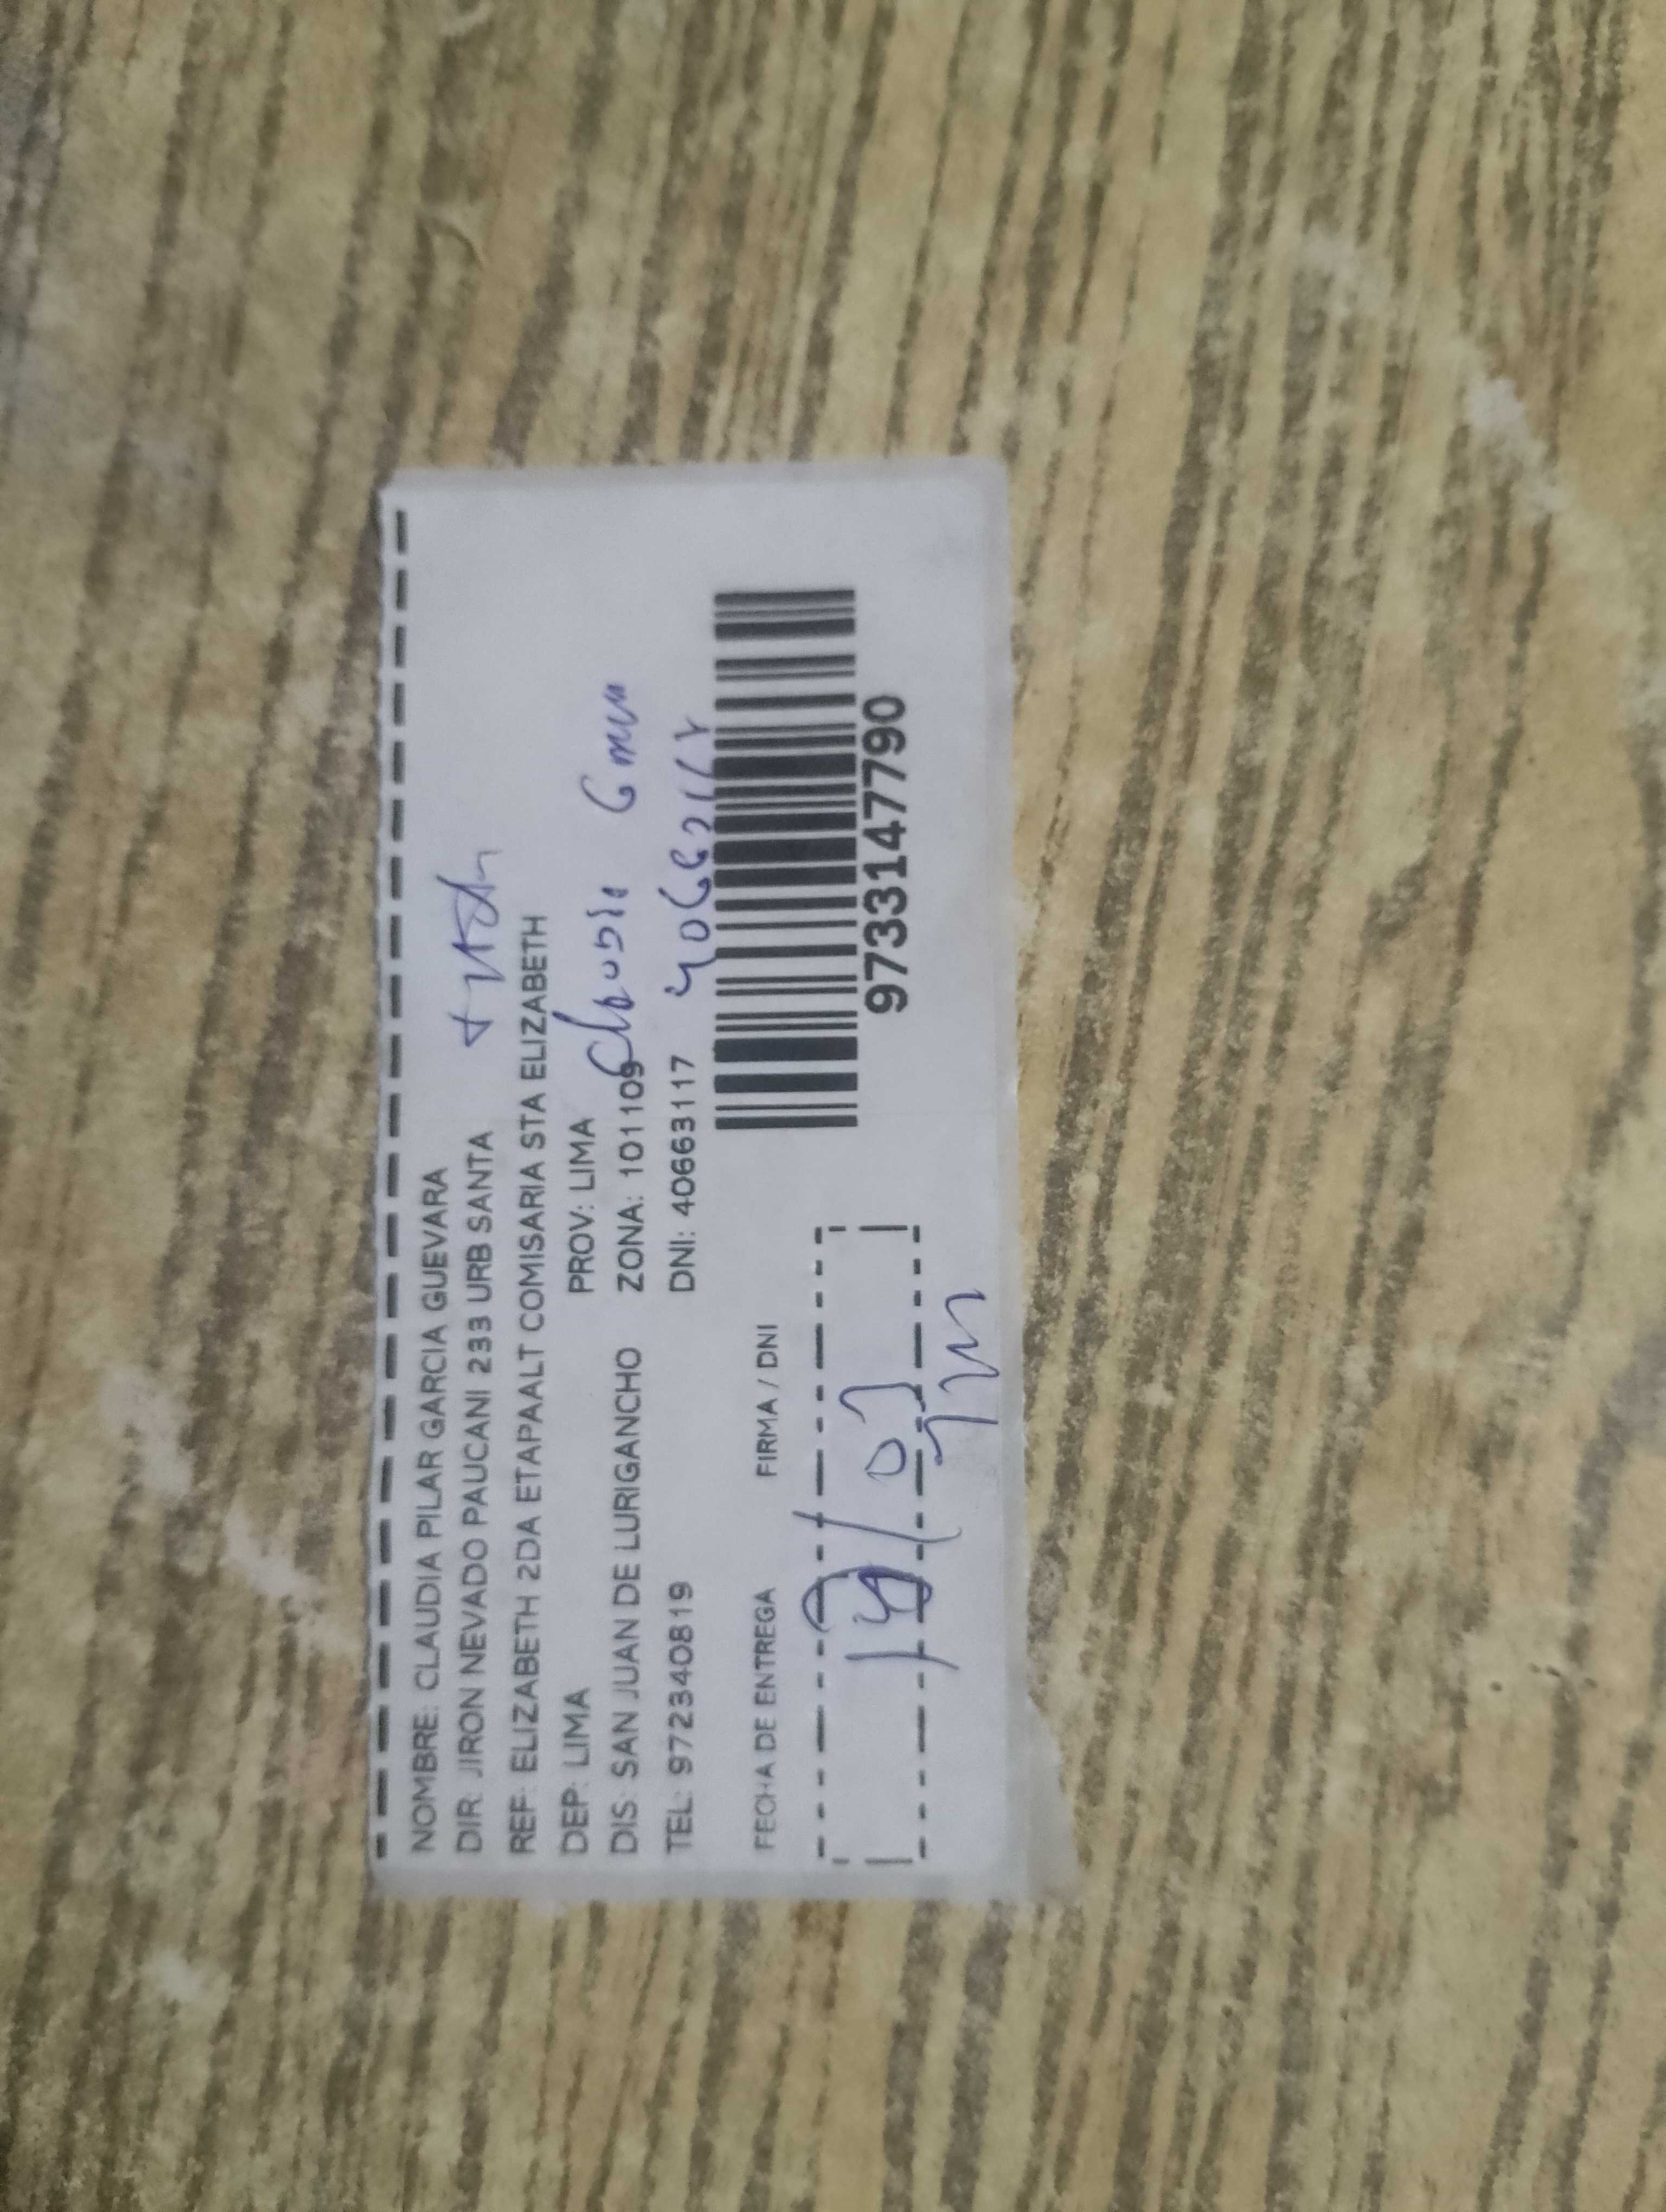 NOMBRE: CLAUDIA PILAR GARCIA GUEVARA
DIR: JIRON NEVADO PAUCANI 233 URB SANTA
REF: ELIZABETH 2DA ETAPAALT COMISARIA STA ELIZABETH
DEP: LIMA PROV: LIMA
DIS: SAN JUAN DE LURIGANCHO ZONA: 101109
TEL: 972340819 DNI: 40663117
FECHA DE ENTREGA FIRMA / DNI
9733147790